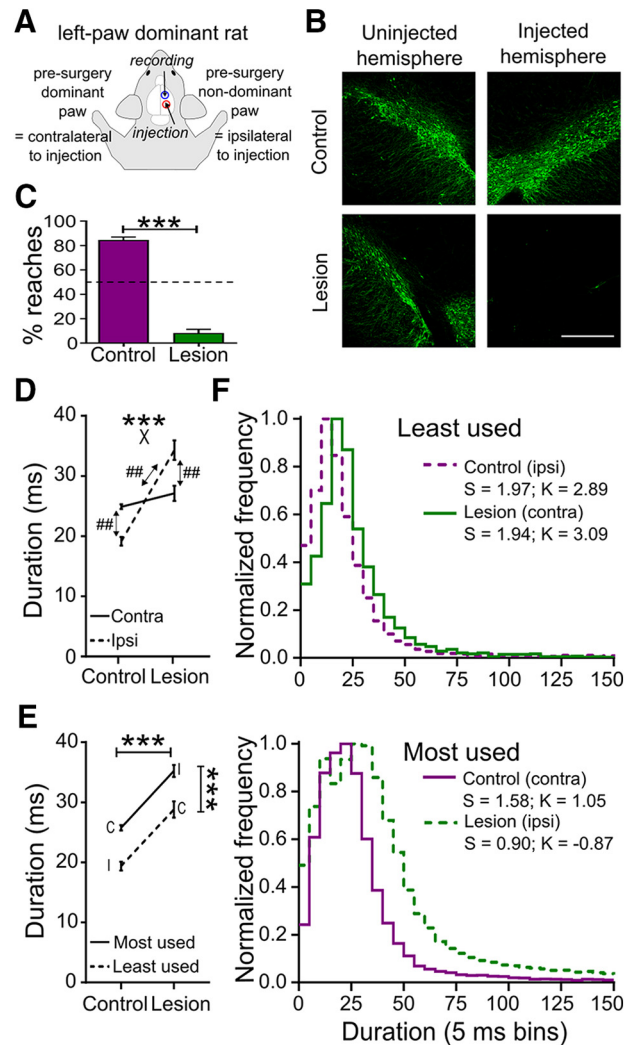 A
left-paw dominant rat
recording
pre-surgery
dominant
paw
= contralateral
to injection
injection
pre-surgery
non-dominant
paw
= ipsilateral
to injection
B
Uninjected
hemisphere
Injected
hemisphere
Control
Lesion
C
% reaches
100
80
60
40
20
0
***
Control
Lesion
D
Duration (ms)
40
30
20
0
***
X
##
##
##
Contra
Ipsi
Control Lesion
E
Duration (ms)
40
30
20
0
***
***
C
I
I
C
Most used
Least used
Control Lesion
F
Normalized frequency
1.0
0.8
0.6
0.4
0.2
0.0
Least used
Control (ipsi)
S = 1.97; K = 2.89
Lesion (contra)
S = 1.94; K = 3.09
0 25 50 75 100 125 150
Normalized frequency
1.0
0.8
0.6
0.4
0.2
0.0
Most used
Control (contra)
S = 1.58; K = 1.05
Lesion (ipsi)
S = 0.90; K = -0.87
0 25 50 75 100 125 150
Duration (5 ms bins)